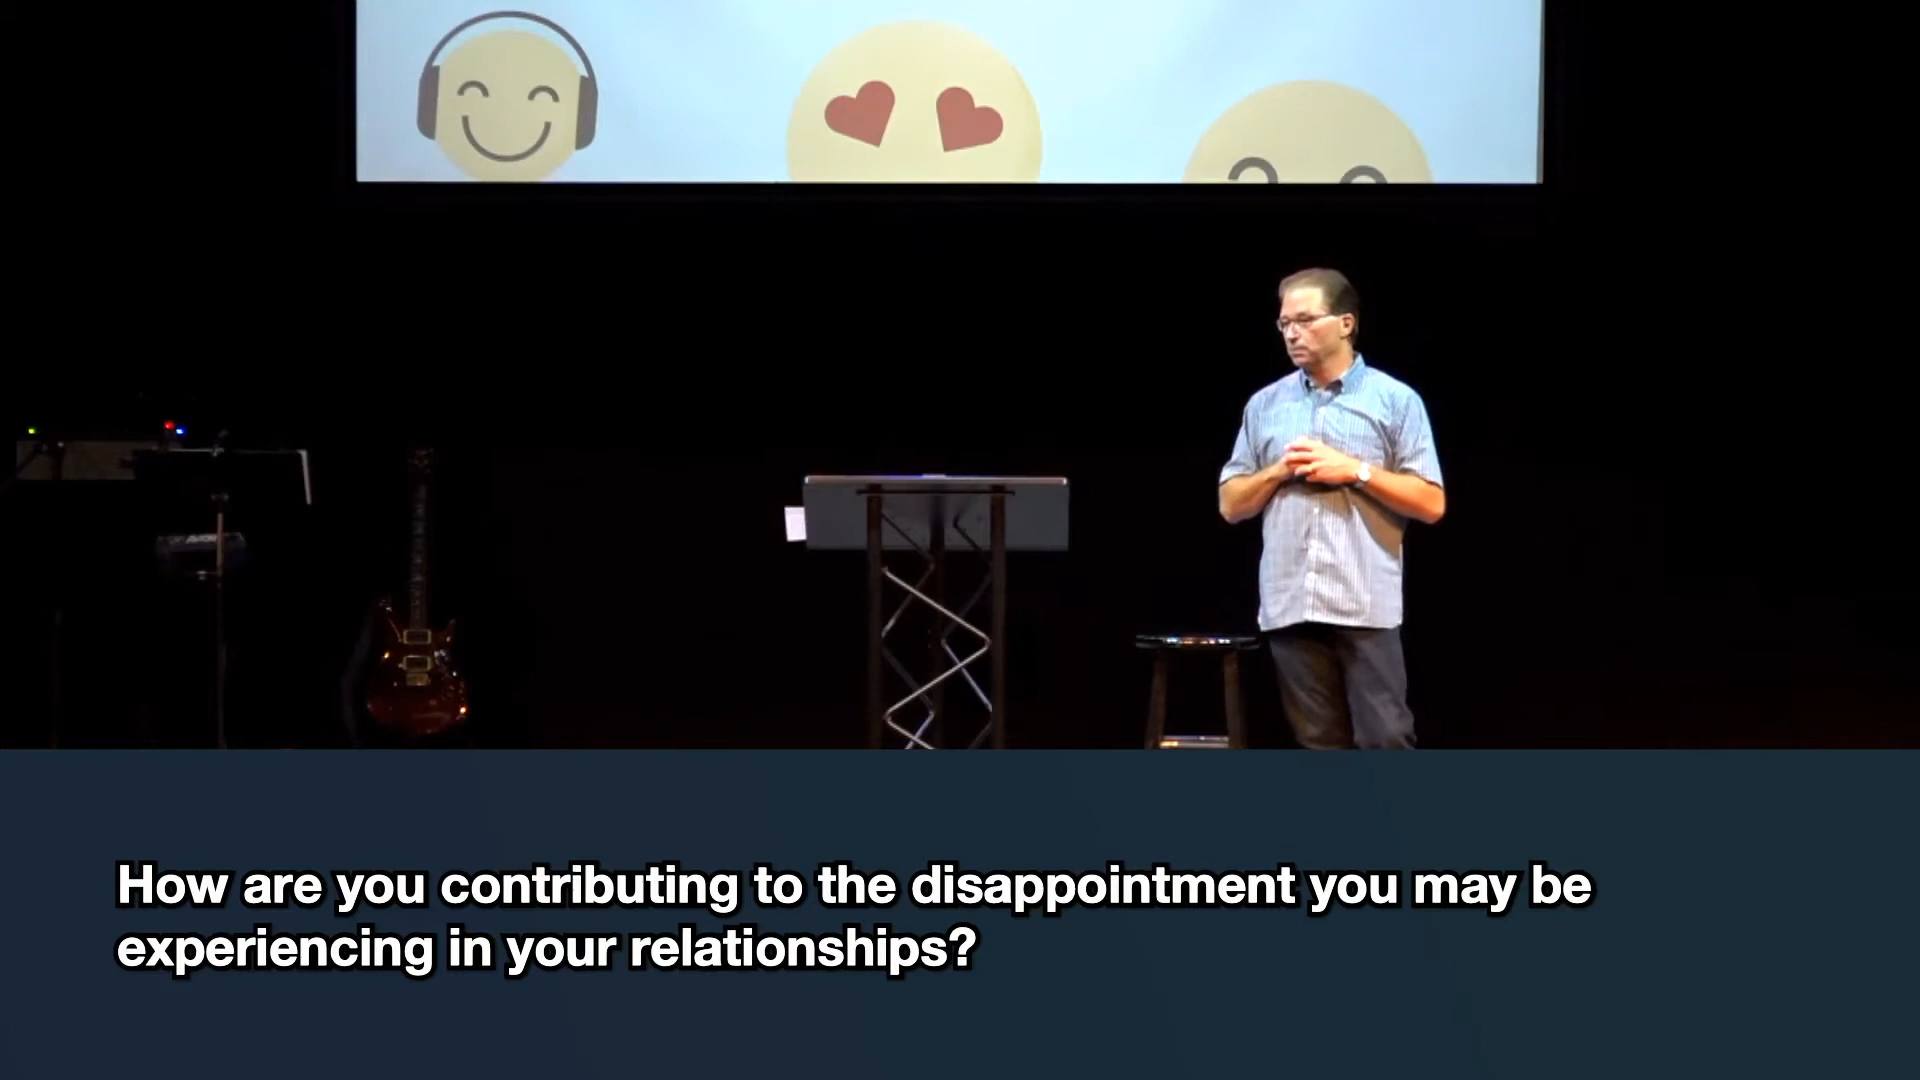 How are you contributing to the disappointment you may be
experiencing in your relationships?